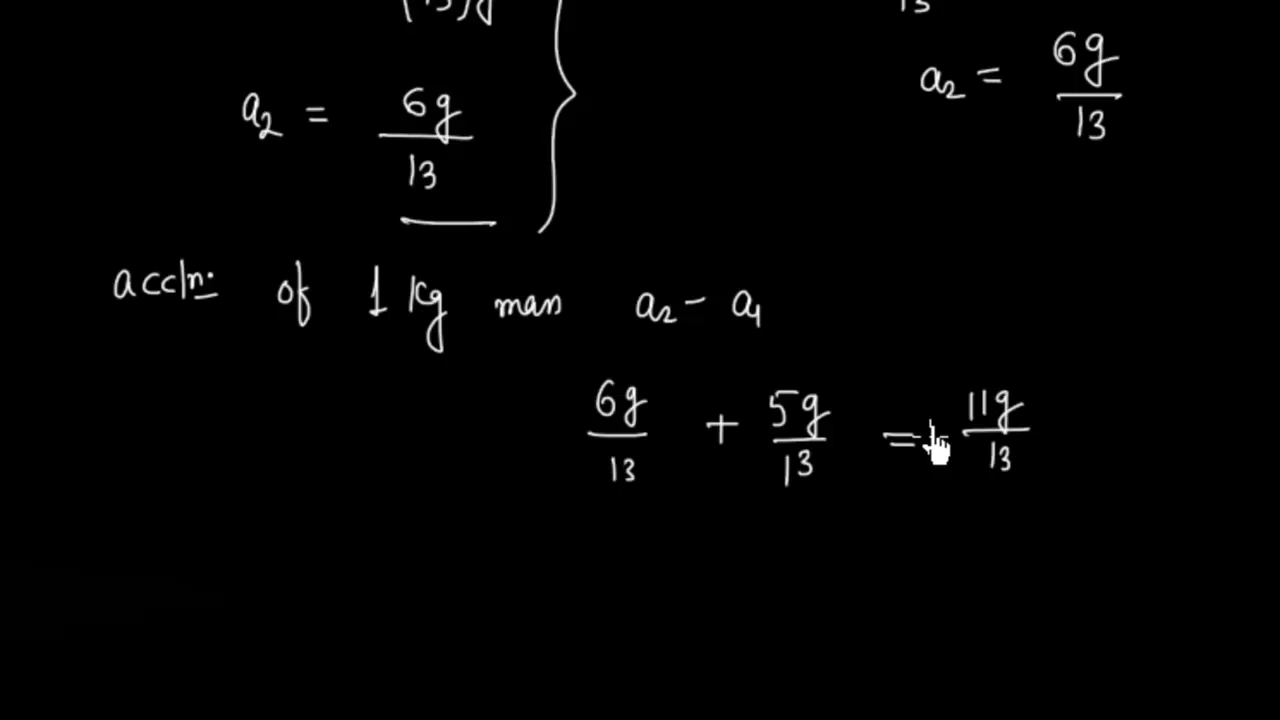 a₂ = 6g/13
a₂ = 6g/13
accln. of 1 Kg mass a₂ - a₁
6g/13 + 5g/13 = 11g/13